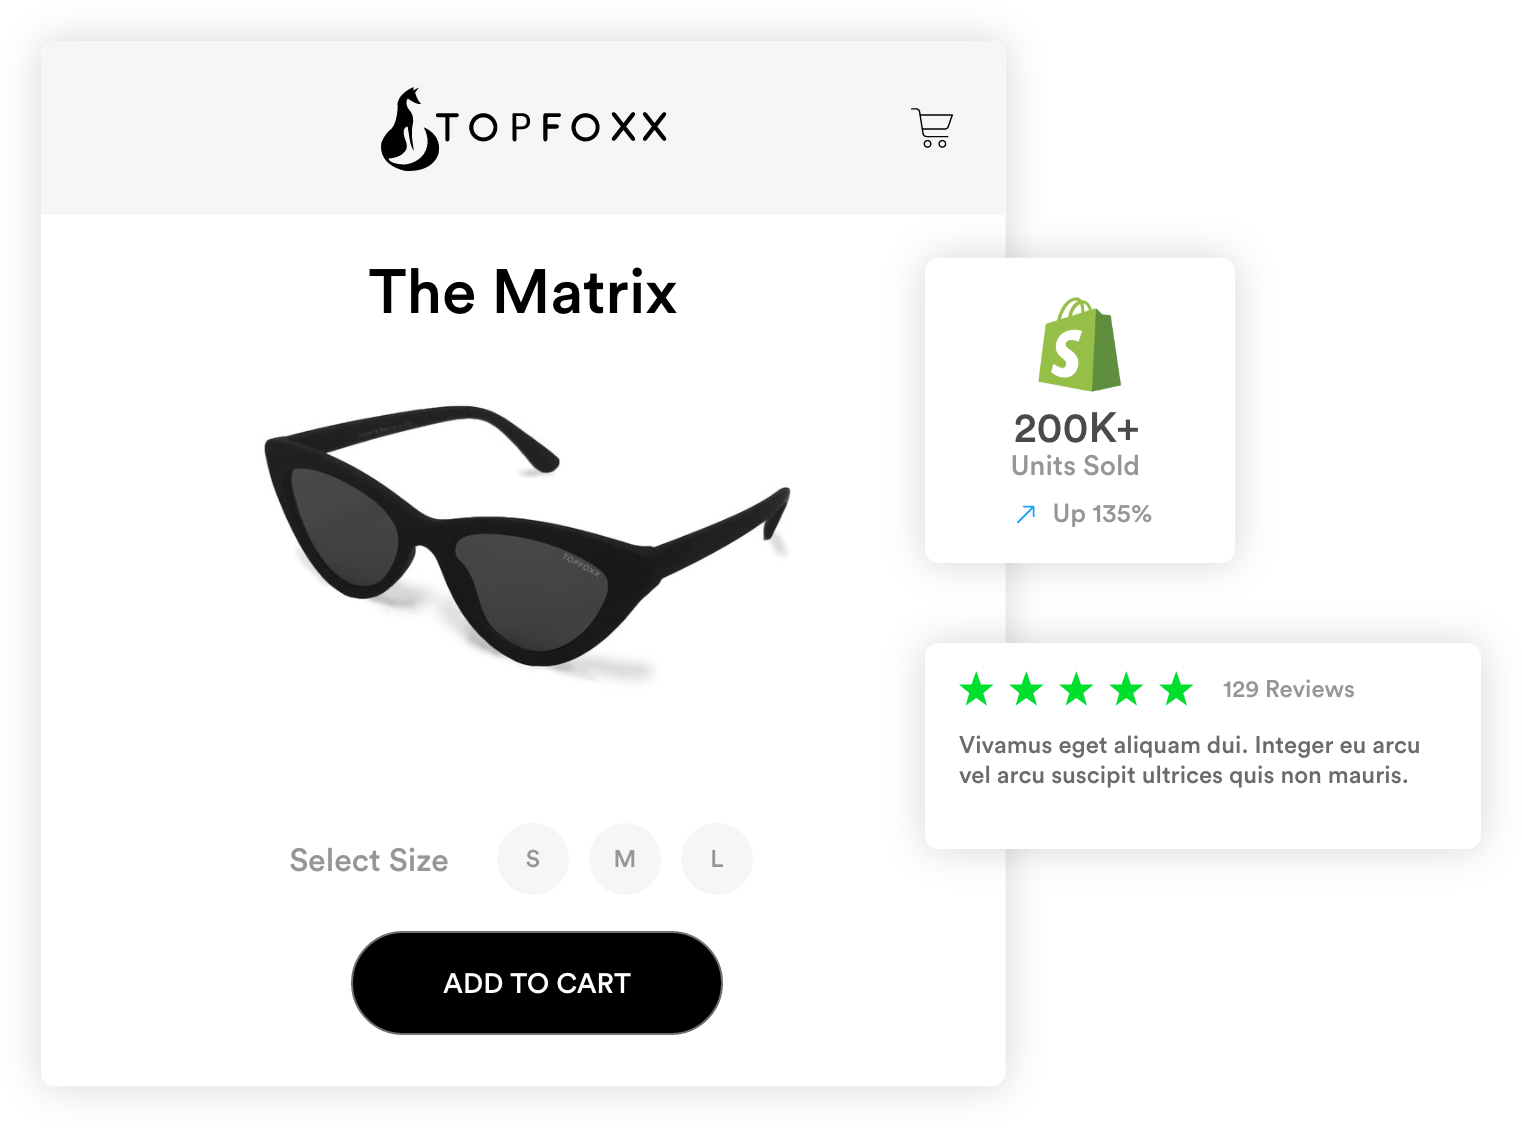 TOPFOXX
The Matrix
TOPFOXX
Select Size
S
M
L
ADD TO CART
200K+
Units Sold
Up 135%
129 Reviews
Vivamus eget aliquam dui. Integer eu arcu
vel arcu suscipit ultrices quis non mauris.